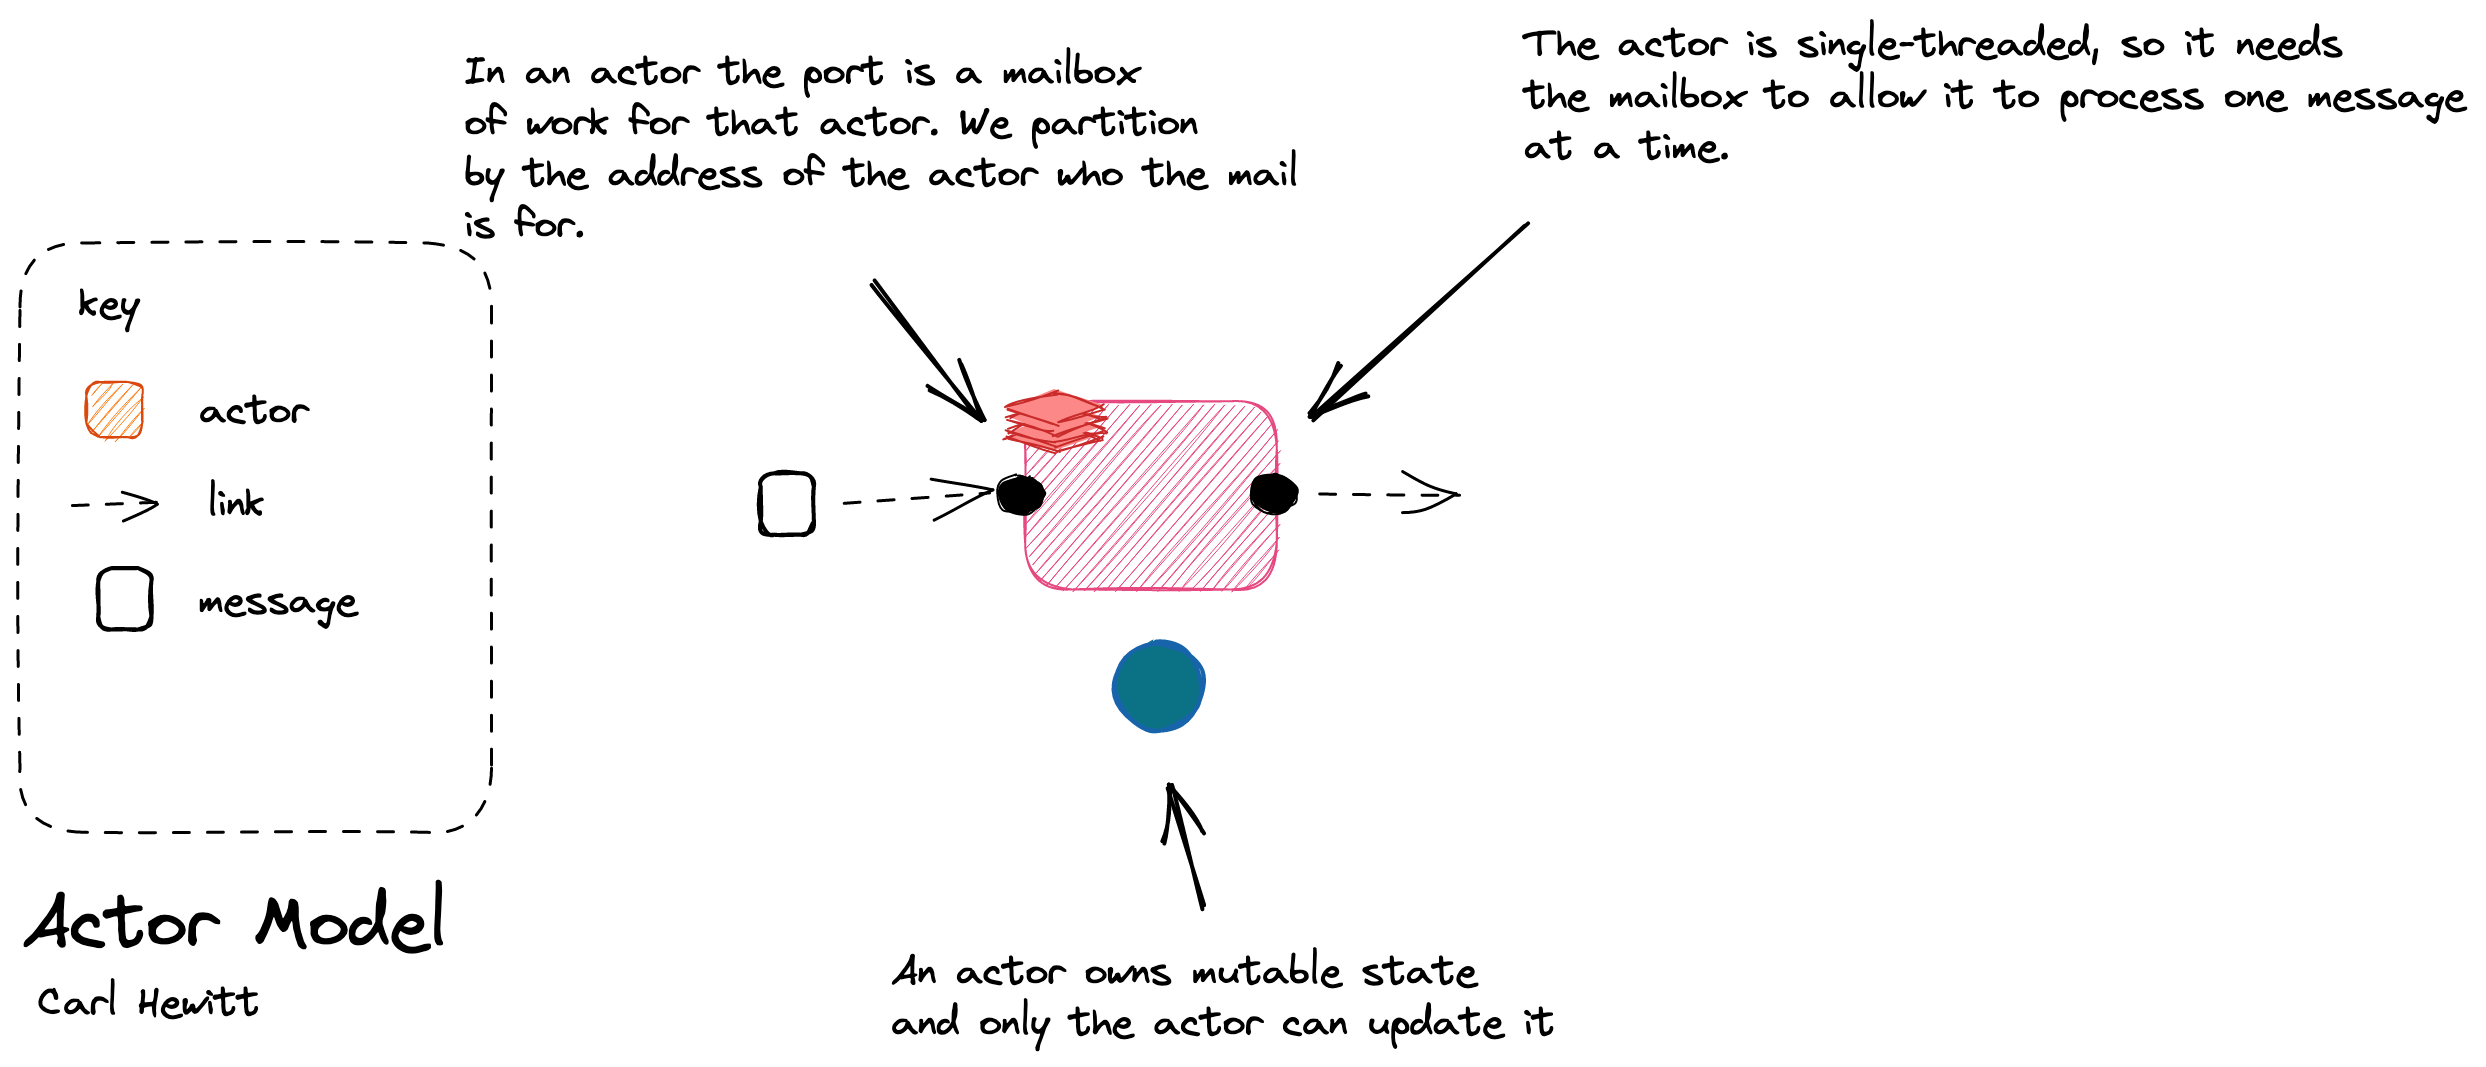 In an actor the port is a mailbox
of work for that actor. We partition
by the address of the actor who the mail
is for.
The actor is single-threaded, so it needs
the mailbox to allow it to process one message
at a time.
key
actor
link
message
An actor owns mutable state
and only the actor can update it
Actor Model
Carl Hewitt